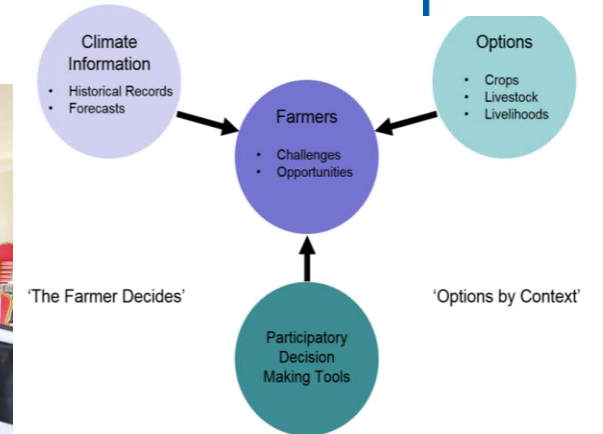 Climate
Information
• Historical Records
• Forecasts
Options
• Crops
• Livestock
• Livelihoods
Farmers
• Challenges
• Opportunities
'The Farmer Decides'
'Options by Context'
Participatory
Decision
Making Tools